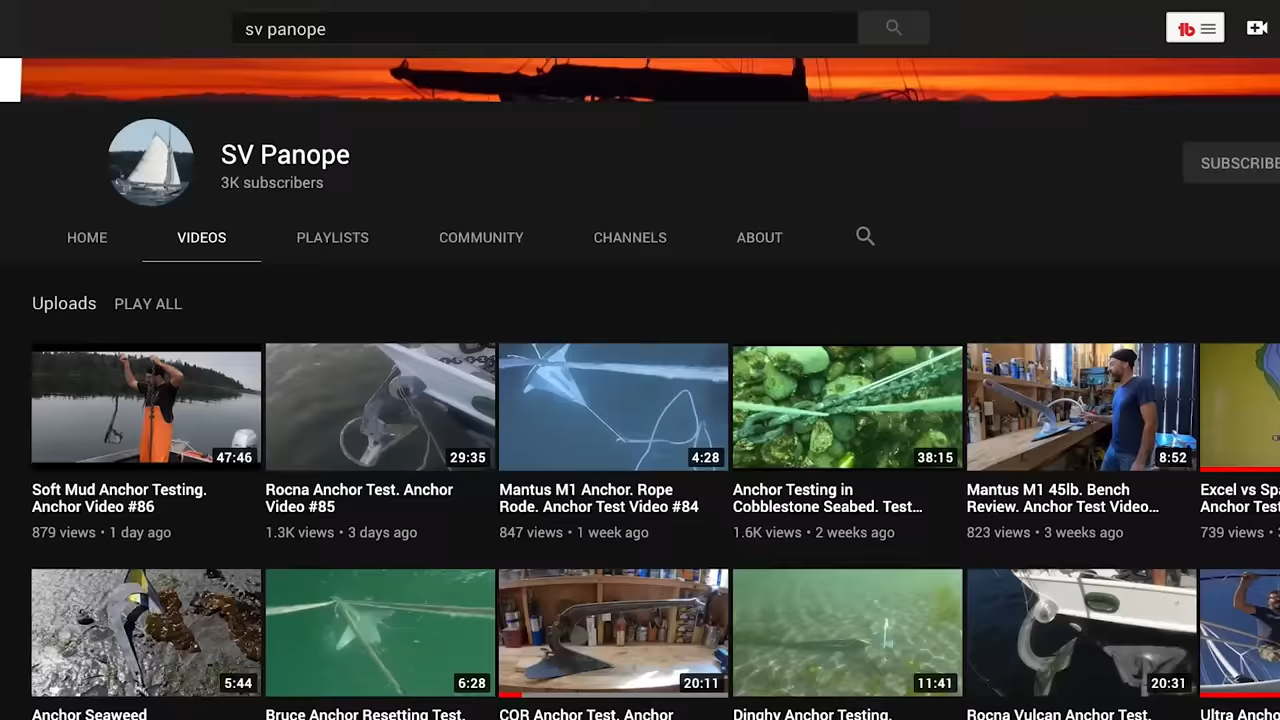 sv panope
SV Panope
3K subscribers
SUBSCRIBE
HOME
VIDEOS
PLAYLISTS
COMMUNITY
CHANNELS
ABOUT
Uploads
PLAY ALL
47:46
29:35
4:28
38:15
8:52
Soft Mud Anchor Testing.
Anchor Video #86
879 views • 1 day ago
Rocna Anchor Test. Anchor
Video #85
1.3K views • 3 days ago
Mantus M1 Anchor. Rope
Rode. Anchor Test Video #84
847 views • 1 week ago
Anchor Testing in
Cobblestone Seabed. Test...
1.6K views • 2 weeks ago
Mantus M1 45lb. Bench
Review. Anchor Test Video...
823 views • 3 weeks ago
Excel vs Spa
Anchor Test
739 views •
5:44
6:28
20:11
11:41
20:31
Anchor Seaweed
Bruce Anchor Resetting Test.
CQR Anchor Test. Anchor
Dinghy Anchor Testing.
Rocna Vulcan Anchor Test.
Ultra Ancho